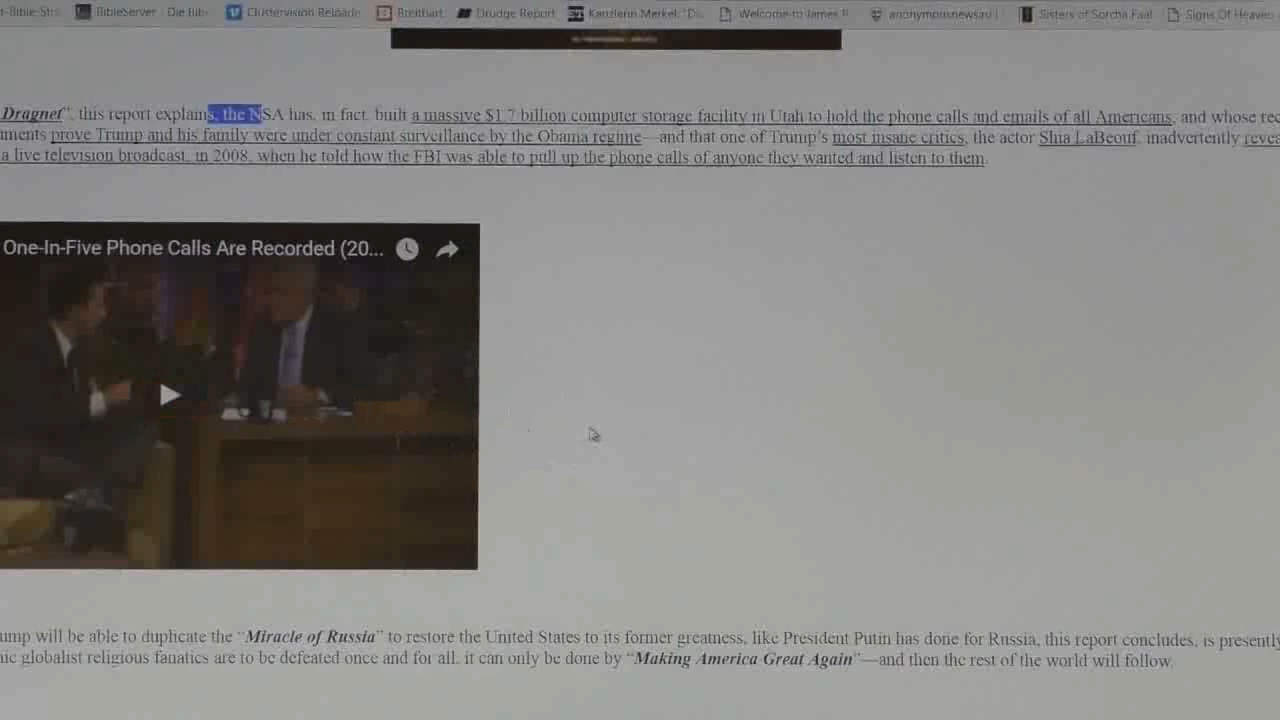 t-Bible-Stru BibleServer - Die Bibe Clustervision Reloade Breitbart Drudge Report Kanzlerin Merkel: "Di Welcome to James R anonymousnews.ru | Sisters of Sorcha Faal Signs Of Heaven
Dragnet", this report explains, the NSA has, in fact, built a massive $1.7 billion computer storage facility in Utah to hold the phone calls and emails of all Americans, and whose rec
ments prove Trump and his family were under constant surveillance by the Obama regime—and that one of Trump's most insane critics, the actor Shia LaBeouf, inadvertently revea
a live television broadcast, in 2008, when he told how the FBI was able to pull up the phone calls of anyone they wanted and listen to them.
One-In-Five Phone Calls Are Recorded (20...
ump will be able to duplicate the "Miracle of Russia" to restore the United States to its former greatness, like President Putin has done for Russia, this report concludes, is presently
nic globalist religious fanatics are to be defeated once and for all, it can only be done by "Making America Great Again"—and then the rest of the world will follow.